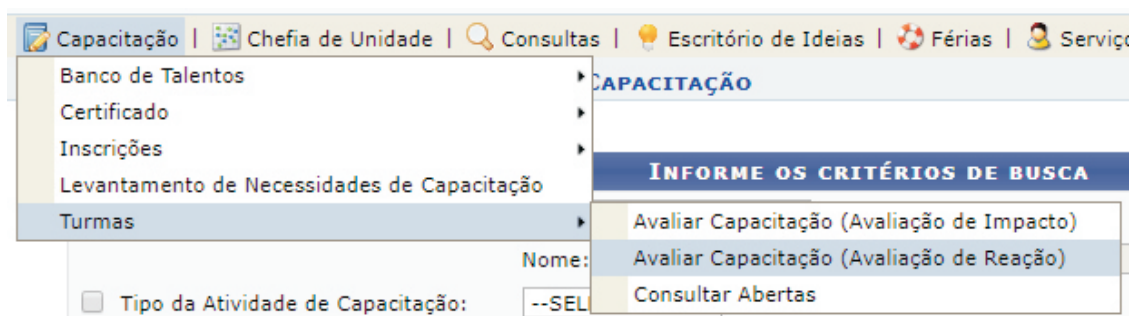 Capacitação | Chefia de Unidade | Consultas | Escritório de Ideias | Férias |
Banco de Talentos
CAPACITAÇÃO
Certificado
Inscrições
Levantamento de Necessidades de Capacitação
INFORME OS CRITÉRIOS DE BUSCA
Turmas
Avaliar Capacitação (Avaliação de Impacto)
Nome:
Avaliar Capacitação (Avaliação de Reação)
Tipo da Atividade de Capacitação:
Consultar Abertas